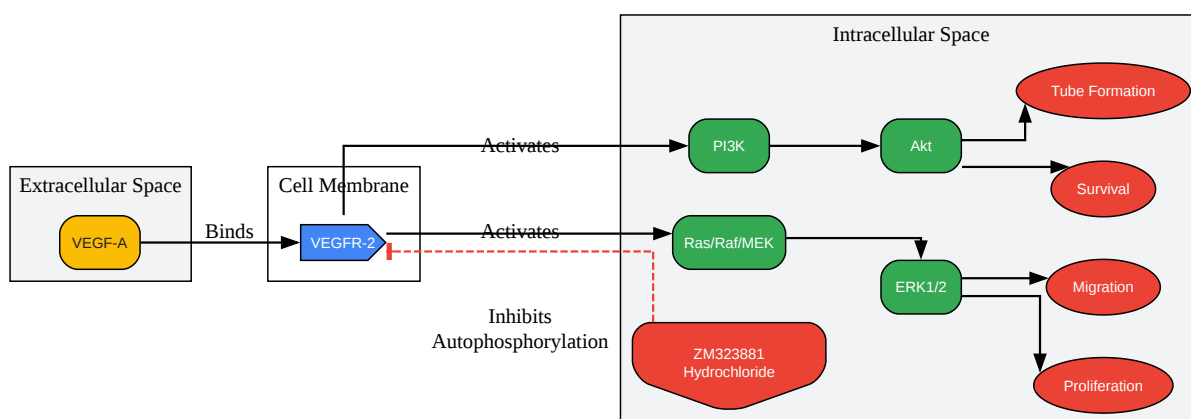 Intracellular Space
Tube Formation
Activates
PI3K
Akt
Extracellular Space
Cell Membrane
Survival
VEGF-A
Binds
VEGFR-2
Activates
Ras/Raf/MEK
ERK1/2
Migration
Inhibits
Autophosphorylation
ZM323881
Hydrochloride
Proliferation